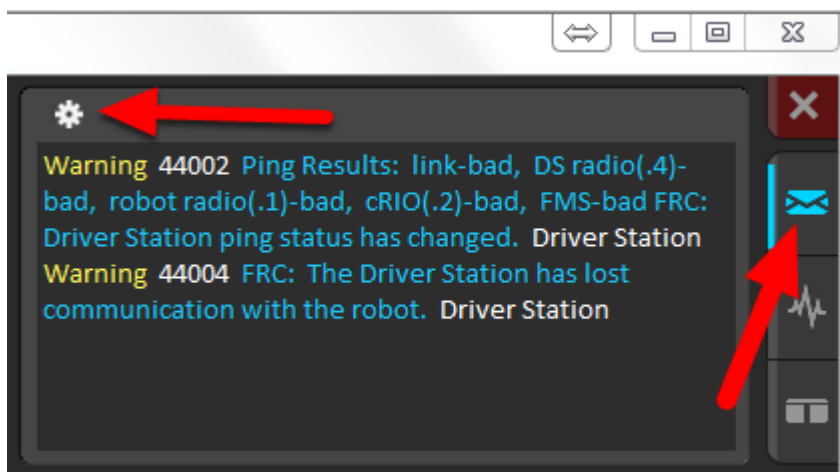 Warning 44002 Ping Results: link-bad, DS radio(.4)-
bad, robot radio(.1)-bad, cRIO(.2)-bad, FMS-bad FRC:
Driver Station ping status has changed. Driver Station
Warning 44004 FRC: The Driver Station has lost
communication with the robot. Driver Station